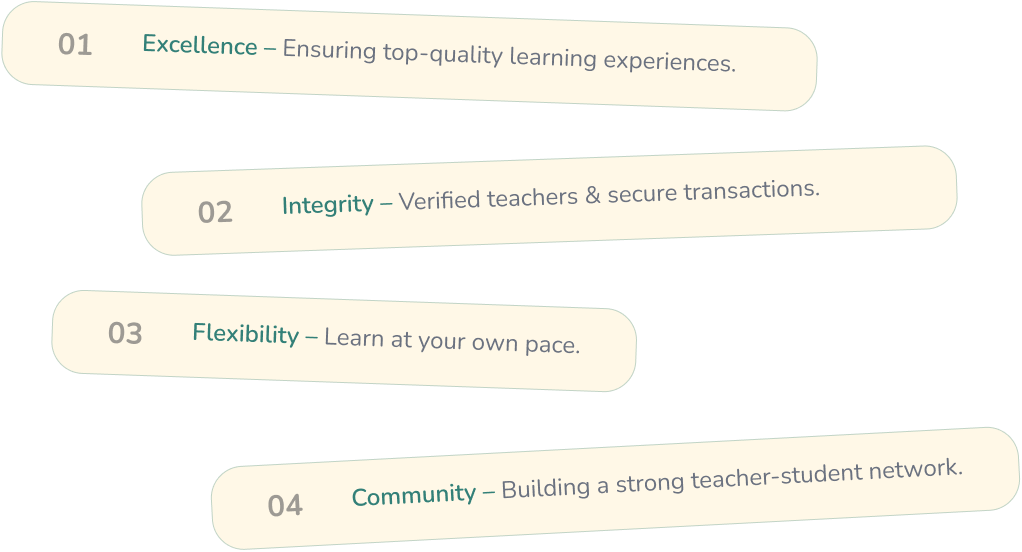 01 Excellence – Ensuring top-quality learning experiences.
02 Integrity – Verified teachers & secure transactions.
03 Flexibility – Learn at your own pace.
04 Community – Building a strong teacher-student network.